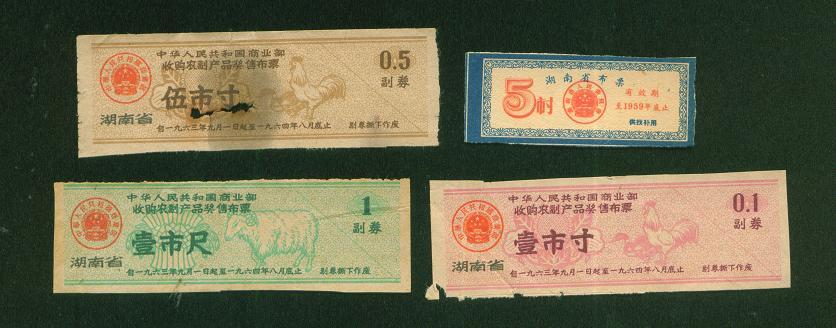 中华人民共和国商业部
收购农副产品奖售布票
0.5
副券
伍市寸
湖南省
自一九六三年九月一日起至一九六四年八月底止
副券撕下作废
湖南省布票
5寸
有效期
至1959年底止
供找补用
中华人民共和国商业部
收购农副产品奖售布票
1
副券
壹市尺
湖南省
自一九六三年九月一日起至一九六四年八月底止
副券撕下作废
中华人民共和国商业部
收购农副产品奖售布票
0.1
副券
壹市寸
湖南省
自一九六三年九月一日起至一九六四年八月底止
副券撕下作废